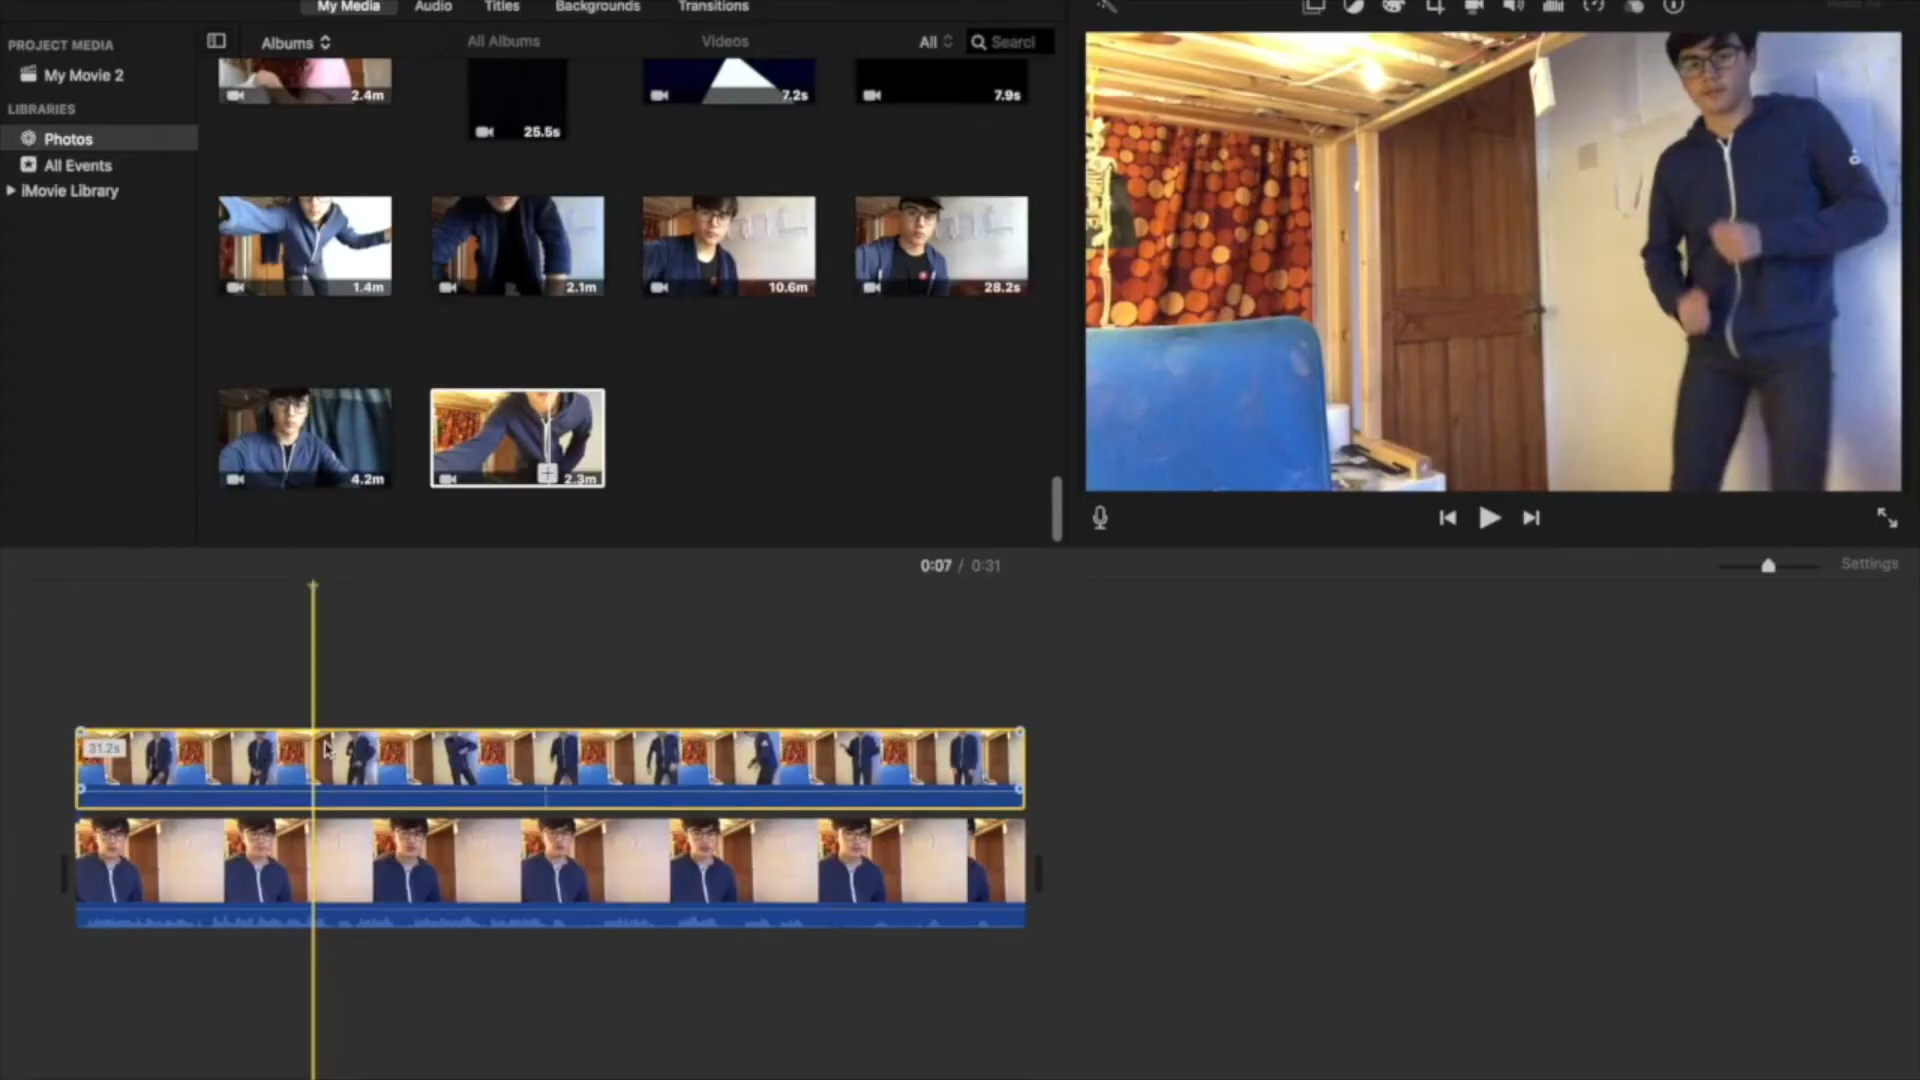 My Media Audio Titles Backgrounds Transitions
PROJECT MEDIA
My Movie 2
LIBRARIES
Photos
All Events
iMovie Library
Albums All Albums Videos All Searcl
2.4m
25.5s
7.2s
7.9s
1.4m
2.1m
10.6m
28.2s
4.2m
2.3m
0:07 / 0:31
Settings
31.2s